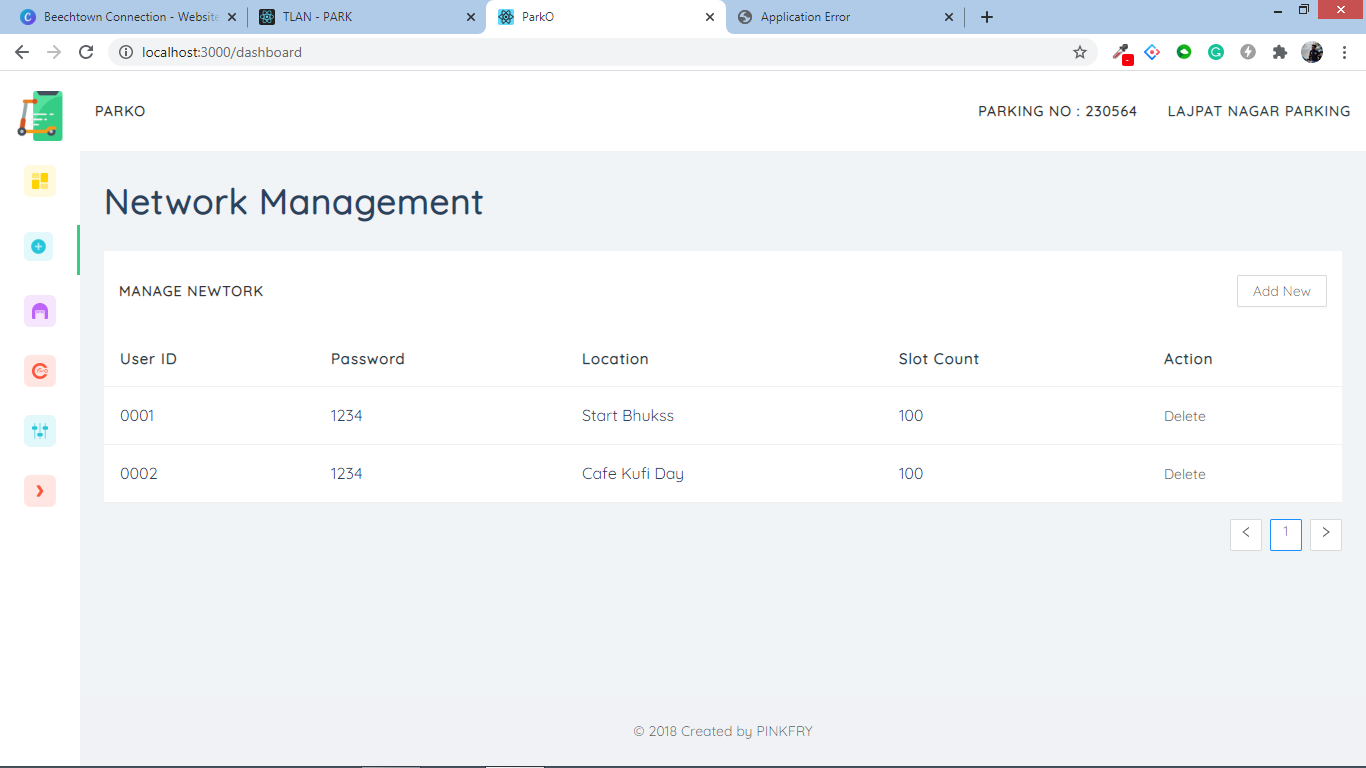 Beechtown Connection - Website
TLAN - PARK
ParkO
Application Error
localhost:3000/dashboard
PARKO
PARKING NO : 230564
LAJPAT NAGAR PARKING
Network Management
MANAGE NEWTORK
Add New
User ID Password Location Slot Count Action
0001 1234 Start Bhukss 100 Delete
0002 1234 Cafe Kufi Day 100 Delete
< 1 >
© 2018 Created by PINKFRY